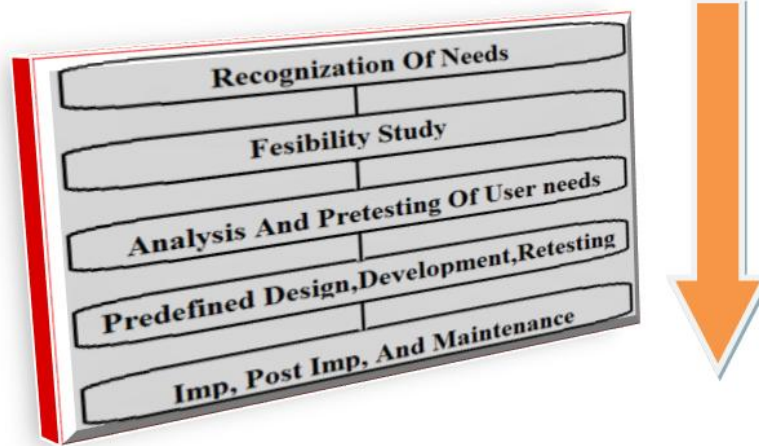 Recognization Of Needs
Fesibility Study
Analysis And Pretesting Of User needs
Predefined Design,Development,Retesting
Imp, Post Imp, And Maintenance